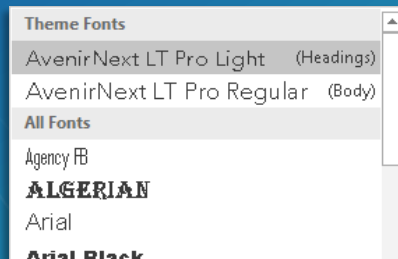 Theme Fonts
AvenirNext LT Pro Light (Headings)
AvenirNext LT Pro Regular (Body)
All Fonts
Agency FB
ALGERIAN
Arial
Arial Black